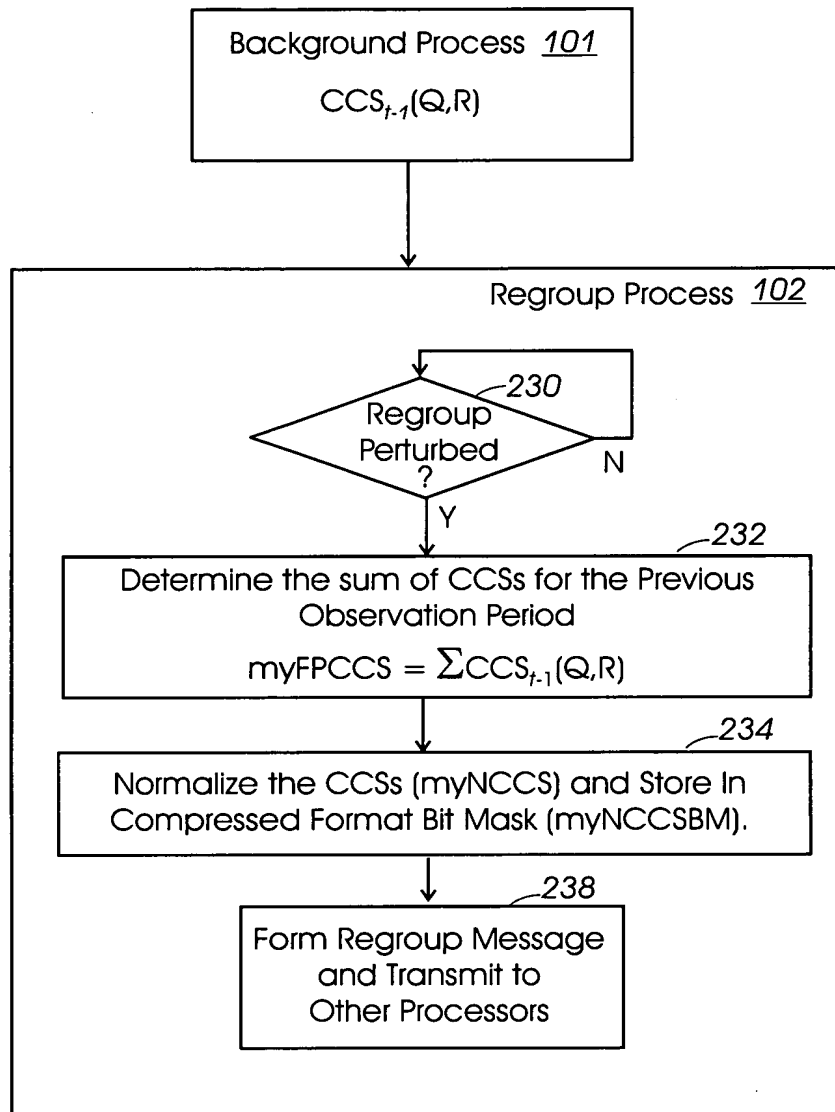 Background Process 101
CCSt-1(Q,R)
Regroup Process 102
230
Regroup
Perturbed
?
N
Y
232
Determine the sum of CCSs for the Previous
Observation Period
myFPCCS = ΣCCSt-1(Q,R)
234
Normalize the CCSs (myNCCS) and Store In
Compressed Format Bit Mask (myNCCSBM).
238
Form Regroup Message
and Transmit to
Other Processors